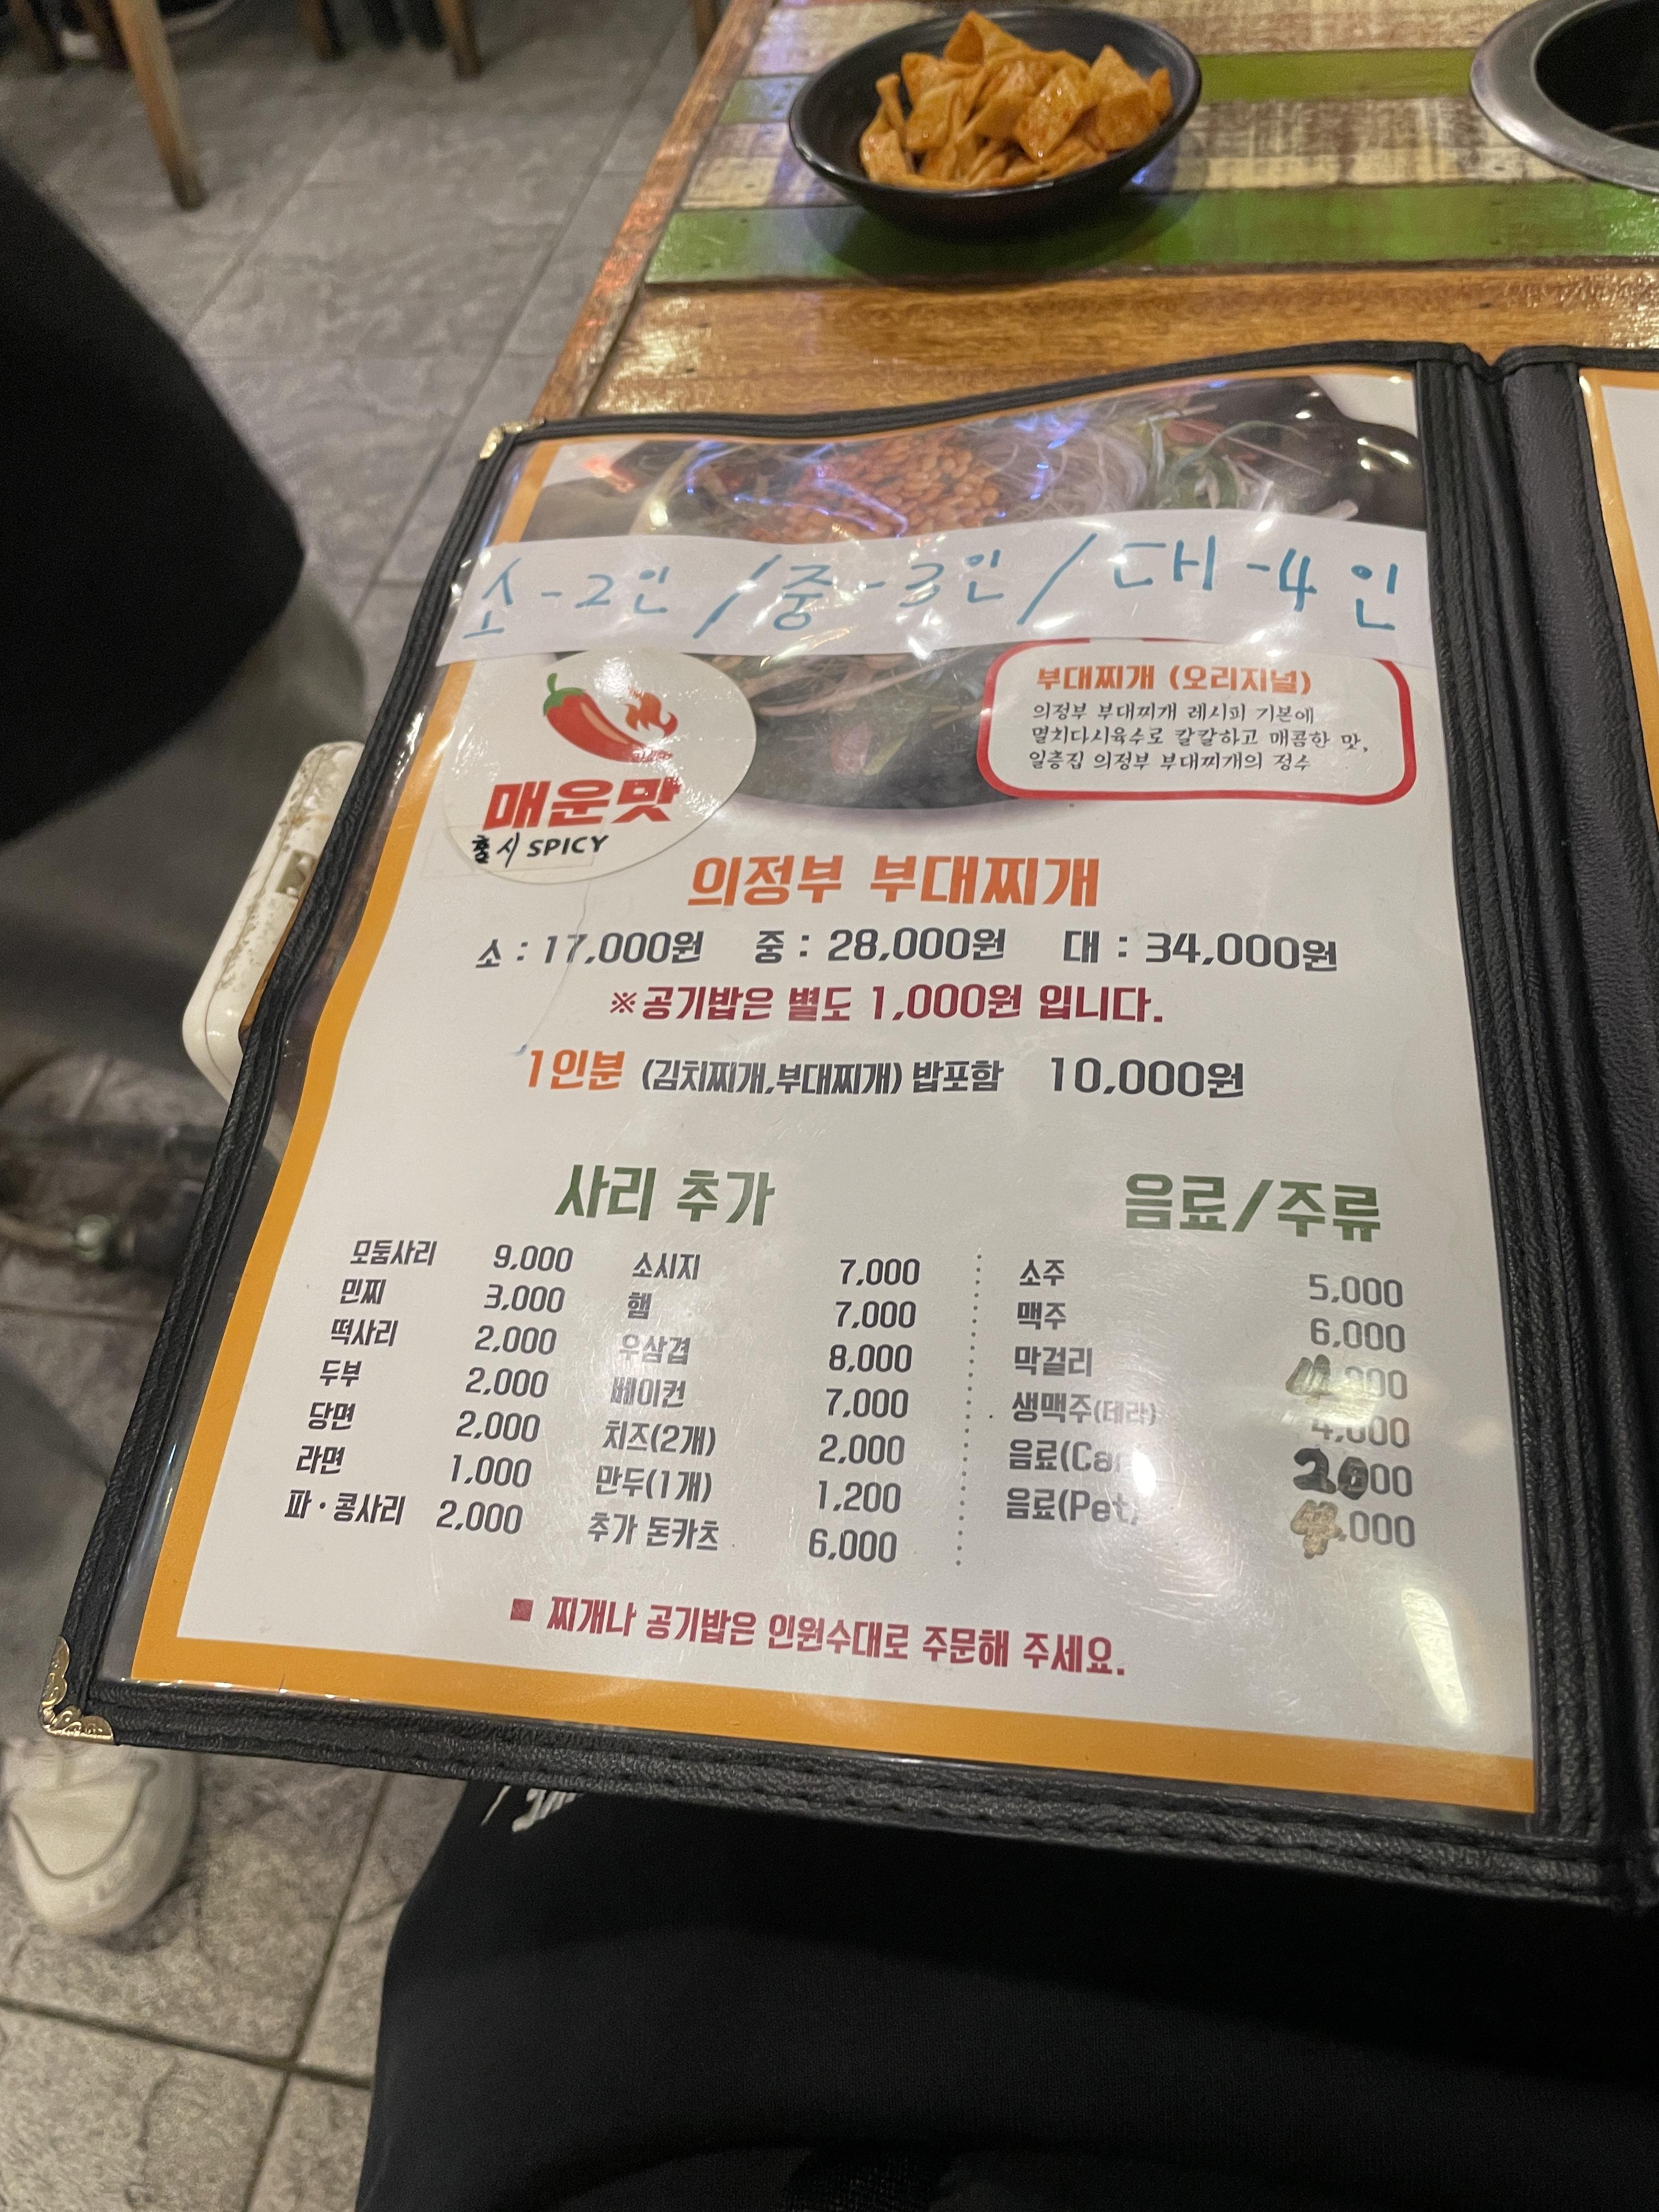 소-2인 / 중-3인 / 대-4인
부대찌개 (오리지널)
의정부 부대찌개 레시피 기본에
멸치다시육수로 칼칼하고 매콤한 맛,
일층집 의정부 부대찌개의 정수
매운맛
출시 SPICY
의정부 부대찌개
소 : 17,000원 중 : 28,000원 대 : 34,000원
※공기밥은 별도 1,000원 입니다.
1인분 (김치찌개,부대찌개) 밥포함 10,000원
사리 추가
모둠사리 9,000
민찌 3,000
떡사리 2,000
두부 2,000
당면 2,000
라면 1,000
파·콩사리 2,000
소시지 7,000
햄 7,000
우삼겹 8,000
베이컨 7,000
치즈(2개) 2,000
만두(1개) 1,200
추가 돈카츠 6,000
음료/주류
소주 5,000
맥주 6,000
막걸리 4,000
생맥주(테라) 4,000
음료(Can 2000
음료(Pet) 4,000
■ 찌개나 공기밥은 인원수대로 주문해 주세요.